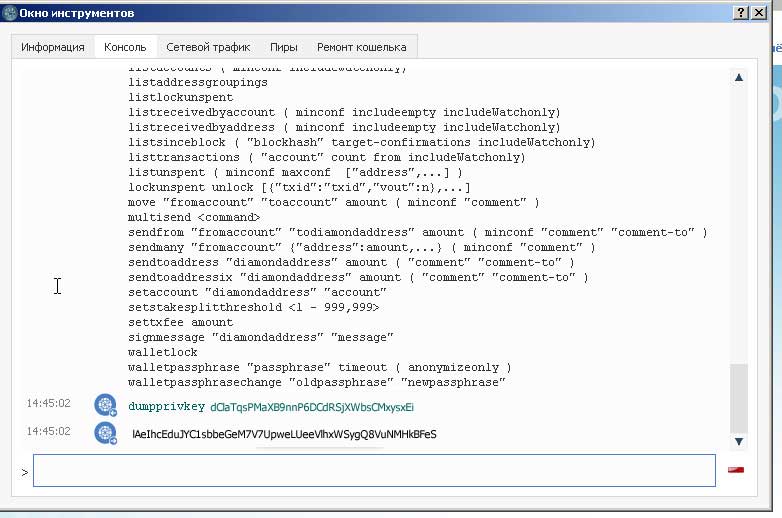 Окно инструментов
Информация Консоль Сетевой трафик Пиры Ремонт кошелька
listaccounts ( minconf includeWatchonly)
listaddressgroupings
listlockunspent
listreceivedbyaccount ( minconf includeempty includeWatchonly)
listreceivedbyaddress ( minconf includeempty includeWatchonly)
listsinceblock ( "blockhash" target-confirmations includeWatchonly)
listtransactions ( "account" count from includeWatchonly)
listunspent ( minconf maxconf ["address",...] )
lockunspent unlock [{"txid":"txid","vout":n},...]
move "fromaccount" "toaccount" amount ( minconf "comment" )
multisend <command>
sendfrom "fromaccount" "todiamondaddress" amount ( minconf "comment" "comment-to" )
sendmany "fromaccount" {"address":amount,...} ( minconf "comment" )
sendtoaddress "diamondaddress" amount ( "comment" "comment-to" )
sendtoaddressix "diamondaddress" amount ( "comment" "comment-to" )
setaccount "diamondaddress" "account"
setstakesplitthreshold <1 - 999,999>
settxfee amount
signmessage "diamondaddress" "message"
walletlock
walletpassphrase "passphrase" timeout ( anonymizeonly )
walletpassphrasechange "oldpassphrase" "newpassphrase"
14:45:02 dumpprivkey dClaTqsPMaXB9nnP6DCdRSjXWbsCMxysxEi
14:45:02 lAeIhcEduJYC1sbbeGeM7V7UpweLUeeVlhxWSygQ8VuNMHkBFeS
>